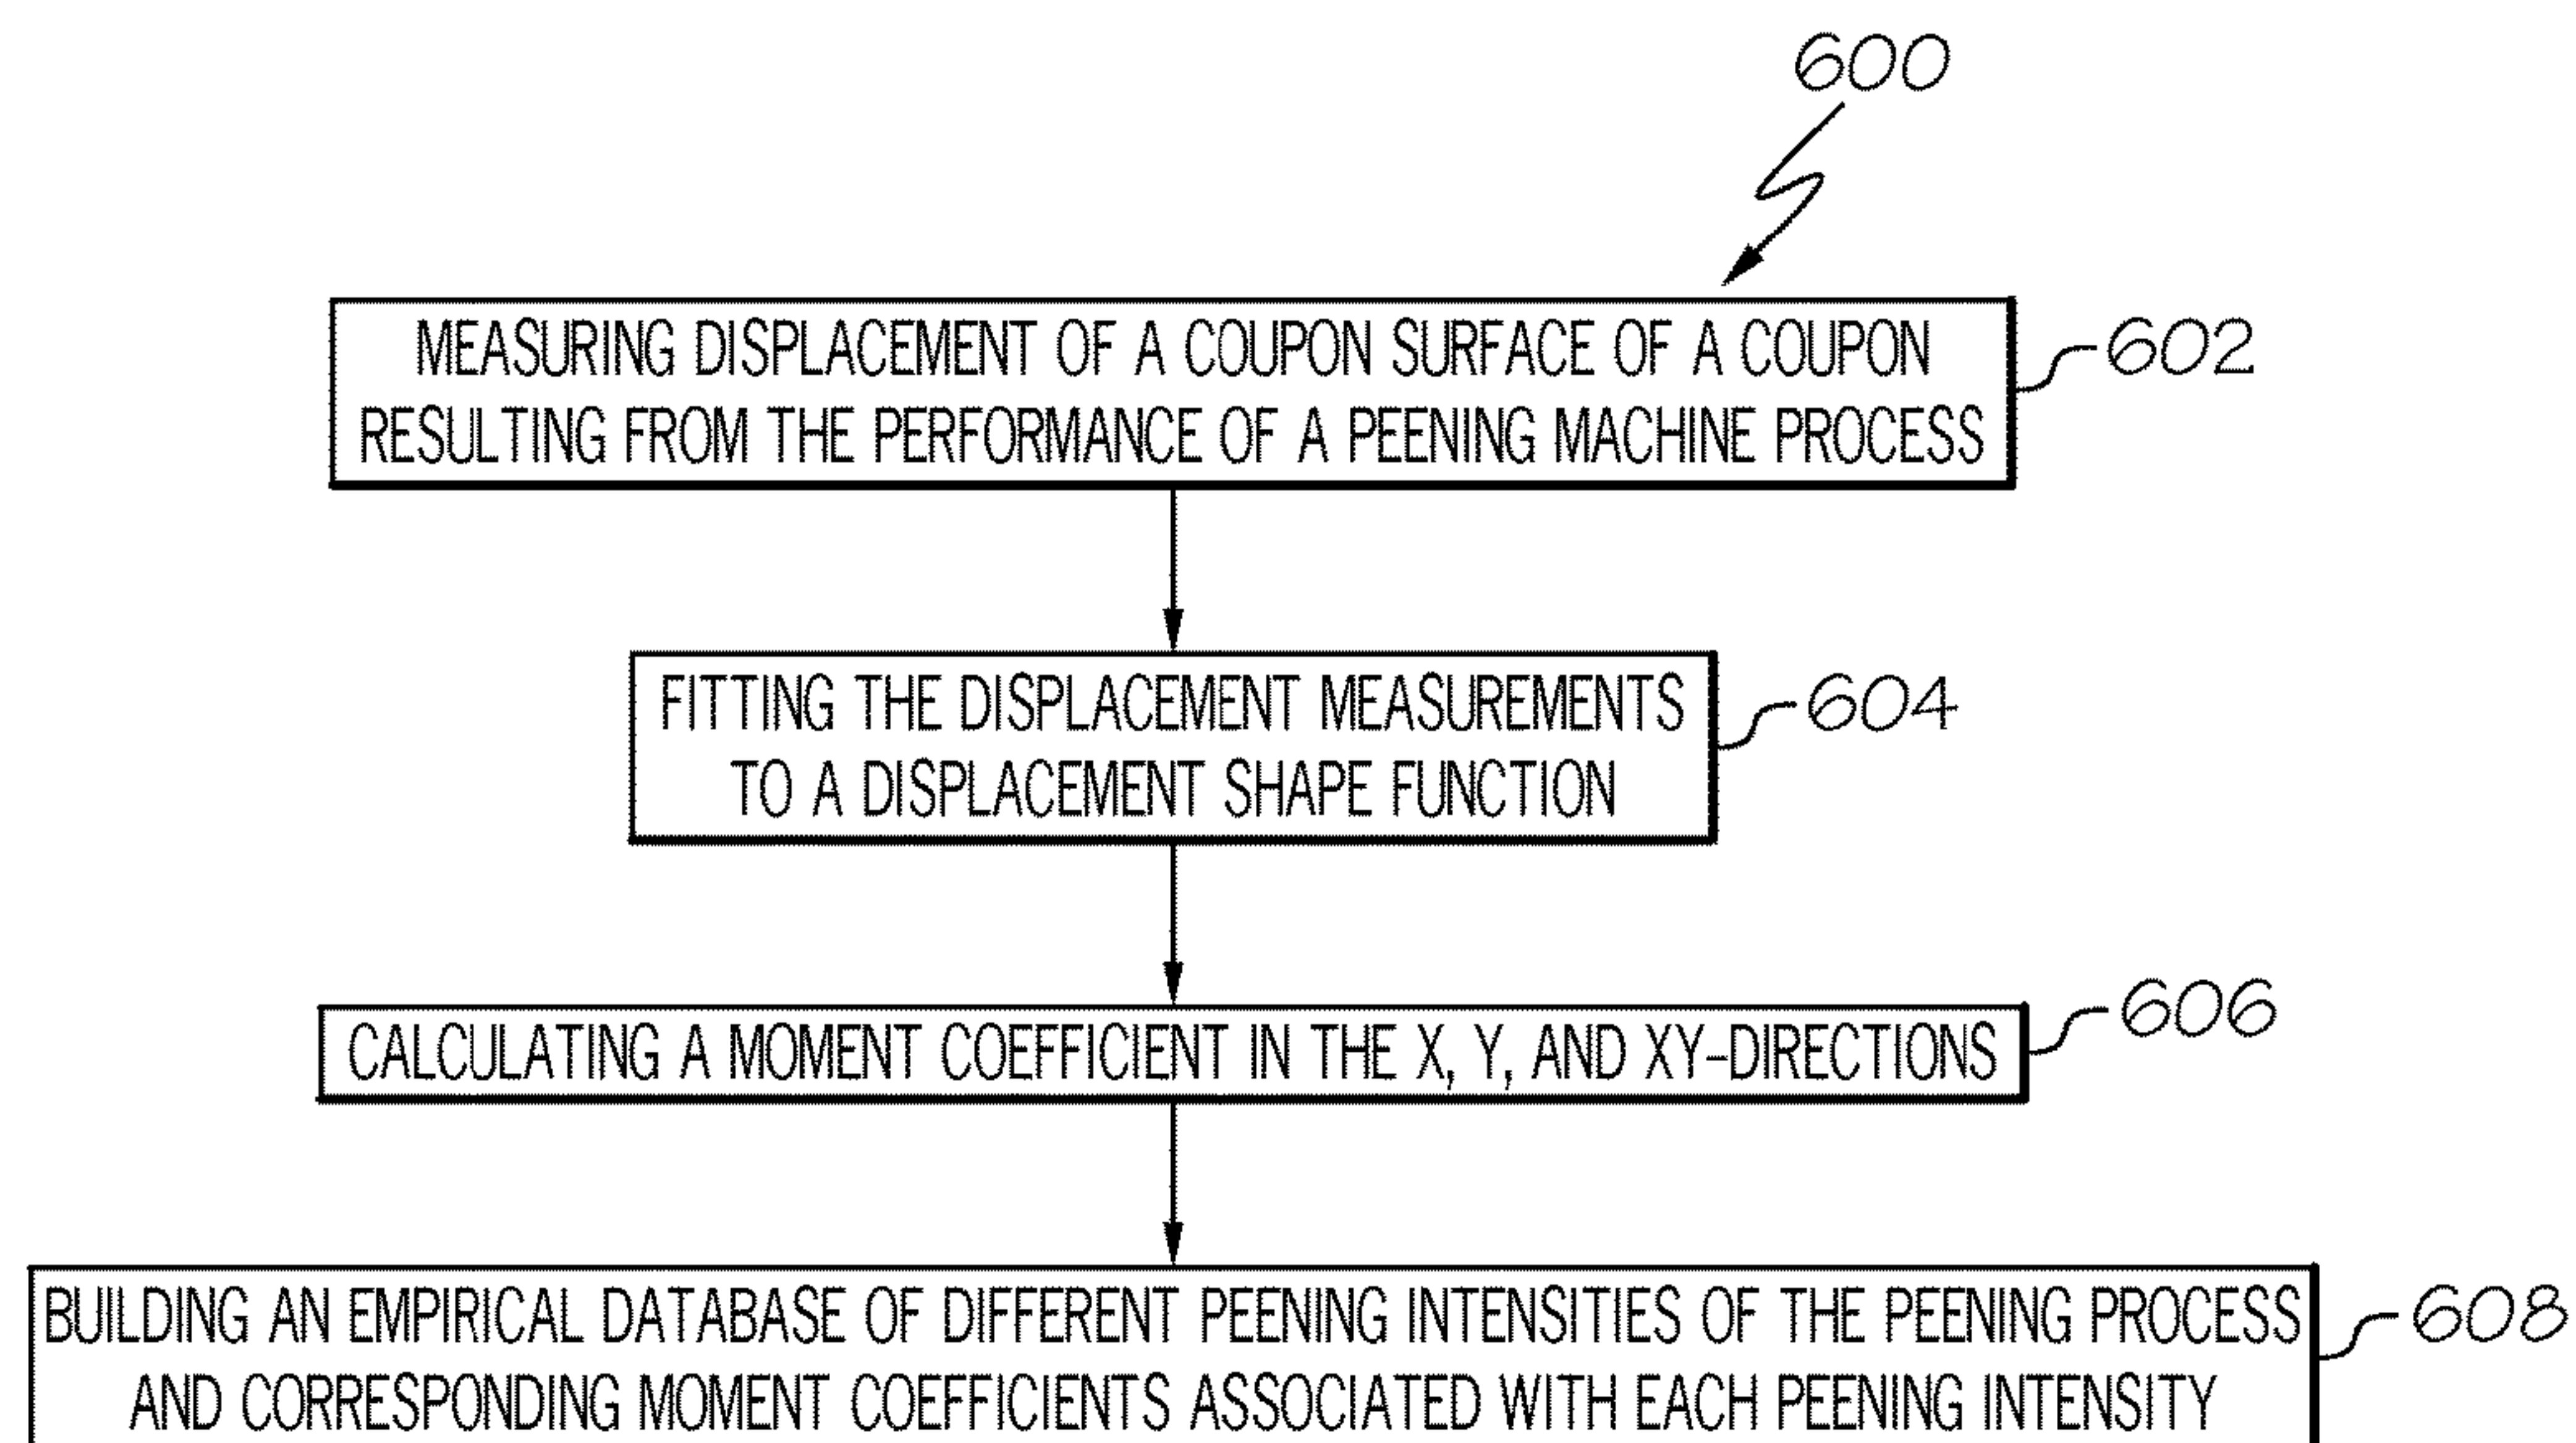 600
MEASURING DISPLACEMENT OF A COUPON SURFACE OF A COUPON
RESULTING FROM THE PERFORMANCE OF A PEENING MACHINE PROCESS
602
FITTING THE DISPLACEMENT MEASUREMENTS
TO A DISPLACEMENT SHAPE FUNCTION
604
CALCULATING A MOMENT COEFFICIENT IN THE X, Y, AND XY-DIRECTIONS
606
BUILDING AN EMPIRICAL DATABASE OF DIFFERENT PEENING INTENSITIES OF THE PEENING PROCESS
AND CORRESPONDING MOMENT COEFFICIENTS ASSOCIATED WITH EACH PEENING INTENSITY
608